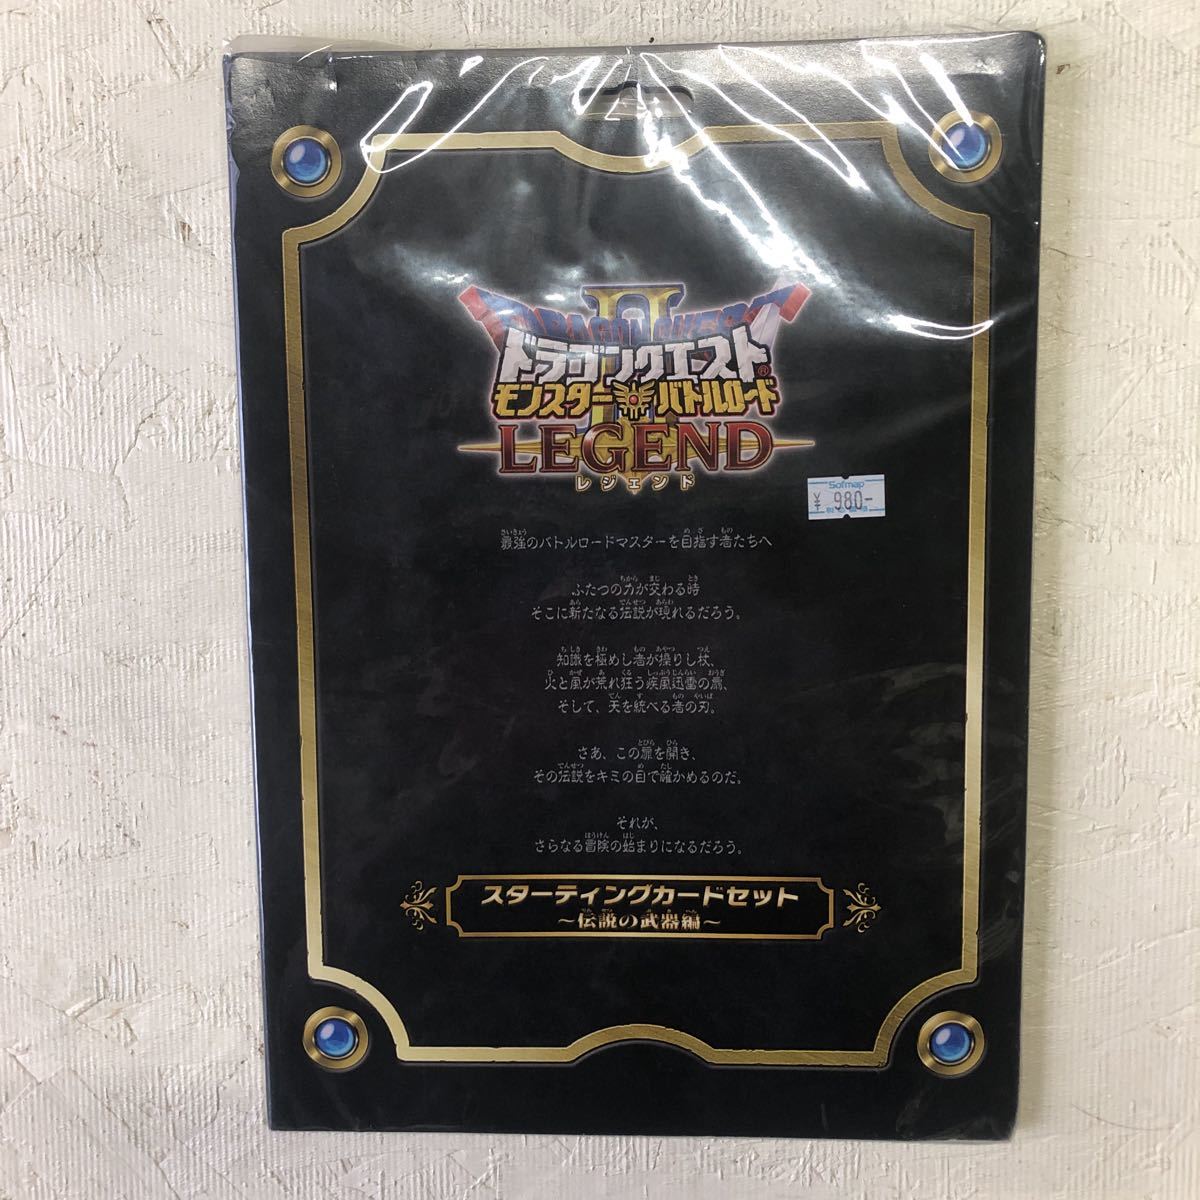 II
DRAGON QUEST
ドラゴンクエスト®
モンスターバトルロード
LEGEND
レジェンド
Sofmap
¥ 980-
最強のバトルロードマスターを目指す者たちへ
ふたつの力が交わる時
そこに新たなる伝説が現れるだろう。
知識を極めし者が操りし杖、
火と風が荒れ狂う疾風迅雷の扇、
そして、天を統べる者の刃。
さあ、この扉を開き、
その伝説をキミの目で確かめるのだ。
それが、
さらなる冒険の始まりになるだろう。
スターティングカードセット
～伝説の武器編～